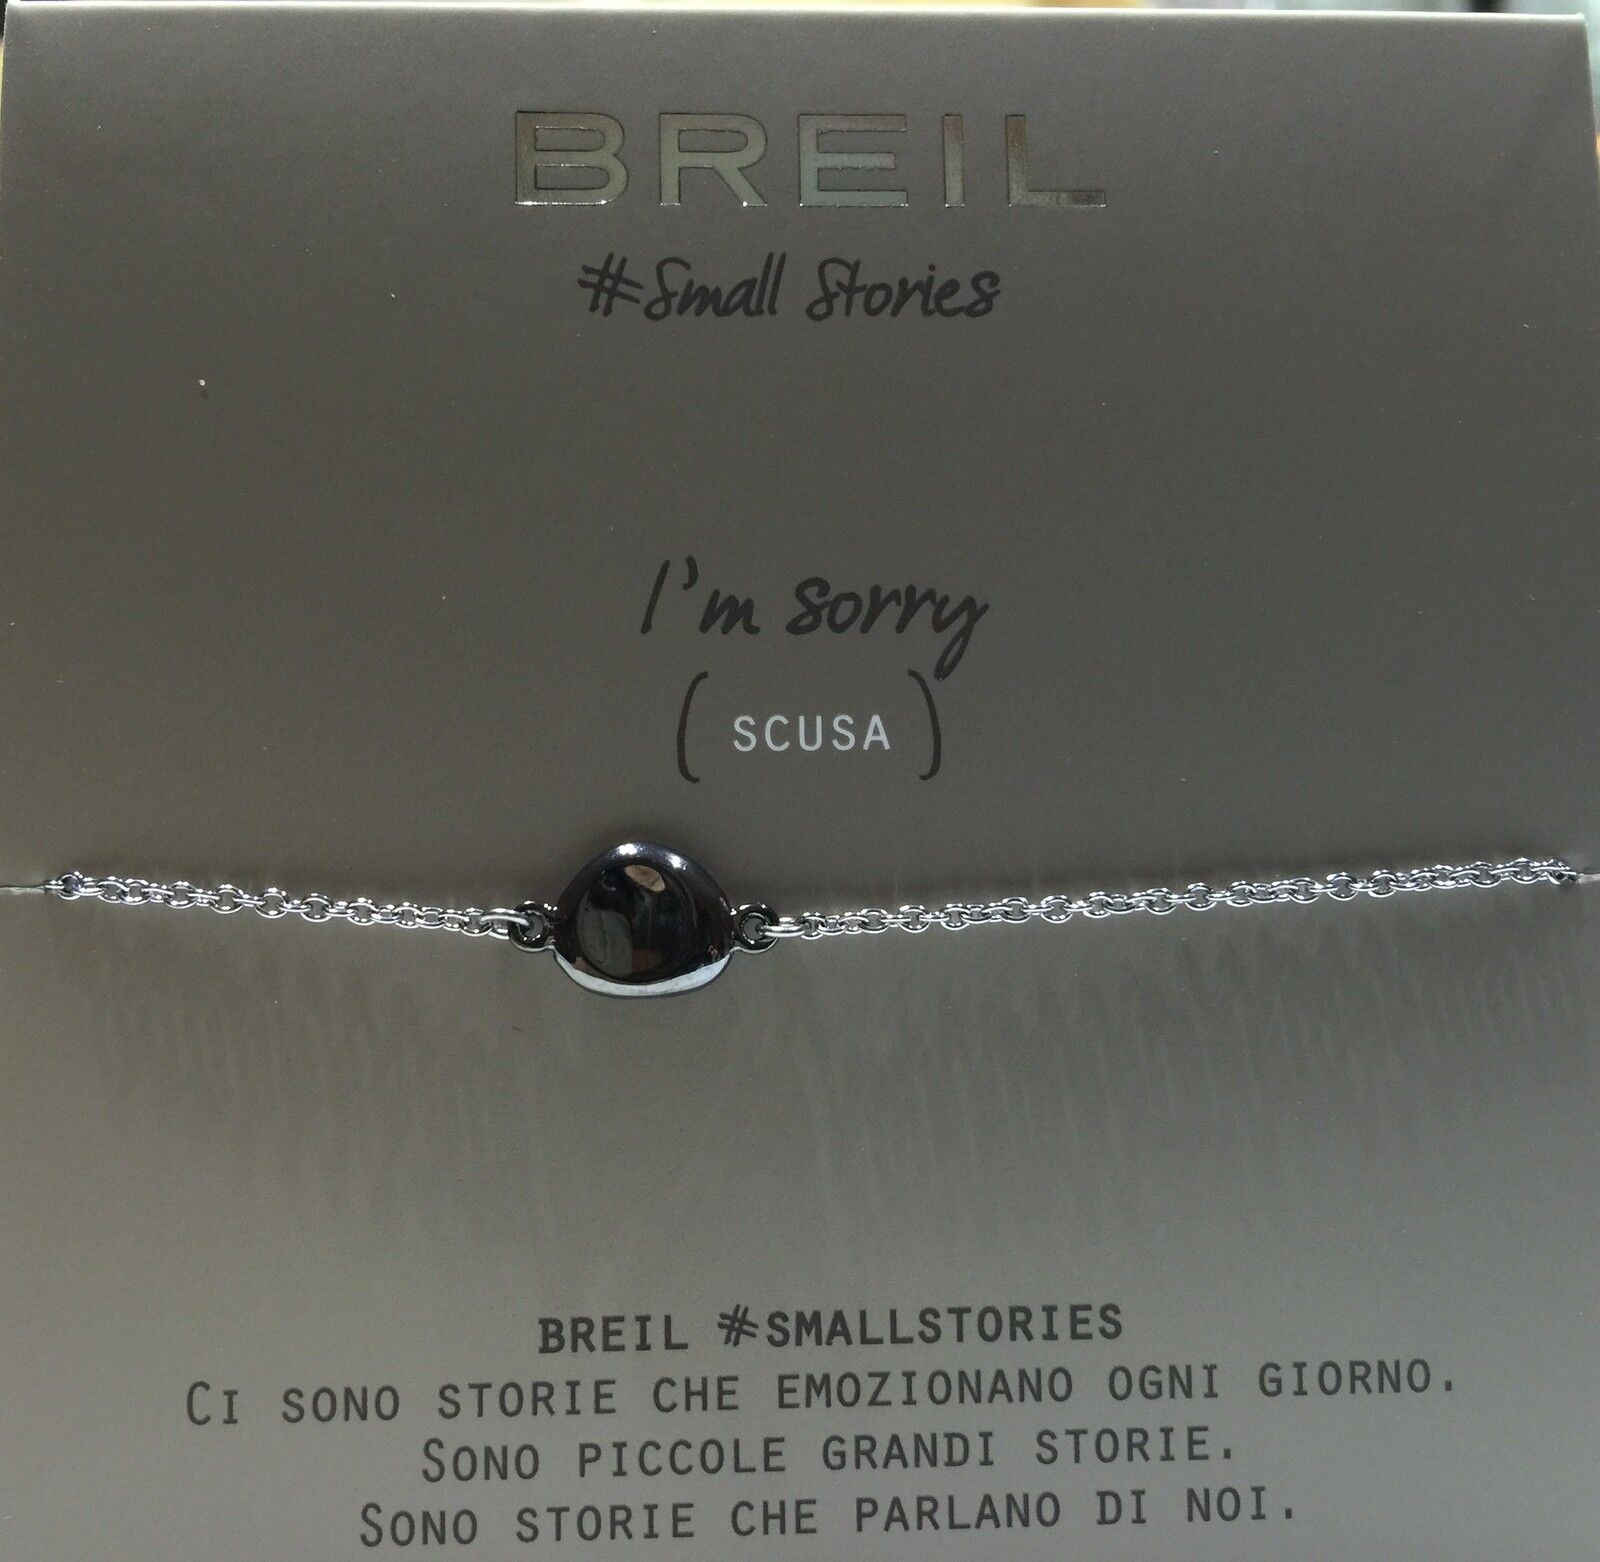 BREIL
#Small Stories
I'm sorry
(SCUSA)
BREIL #SMALLSTORIES
CI SONO STORIE CHE EMOZIONANO OGNI GIORNO.
SONO PICCOLE GRANDI STORIE.
SONO STORIE CHE PARLANO DI NOI.